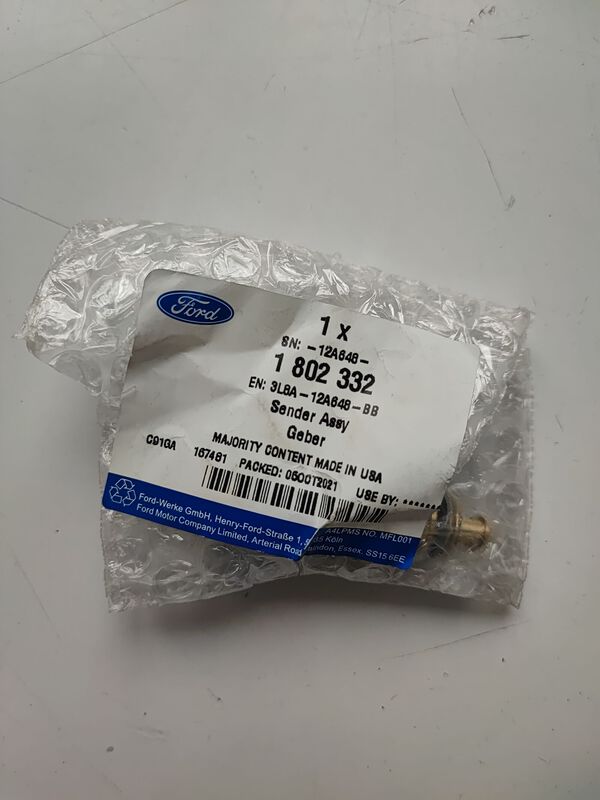 Ford
1 x
SN: -12A648-
1 802 332
EN: 3L8A-12A648-BB
Sender Assy
Geber
MAJORITY CONTENT MADE IN USA
C91GA 167481 PACKED: 05OCT2021 USE BY:
Ford-Werke GmbH, Henry-Ford-Straße 1, Köln
Ford Motor Company Limited, Arterial Road
A4LPMS NO. MFL001
Essex, SS15 6EE